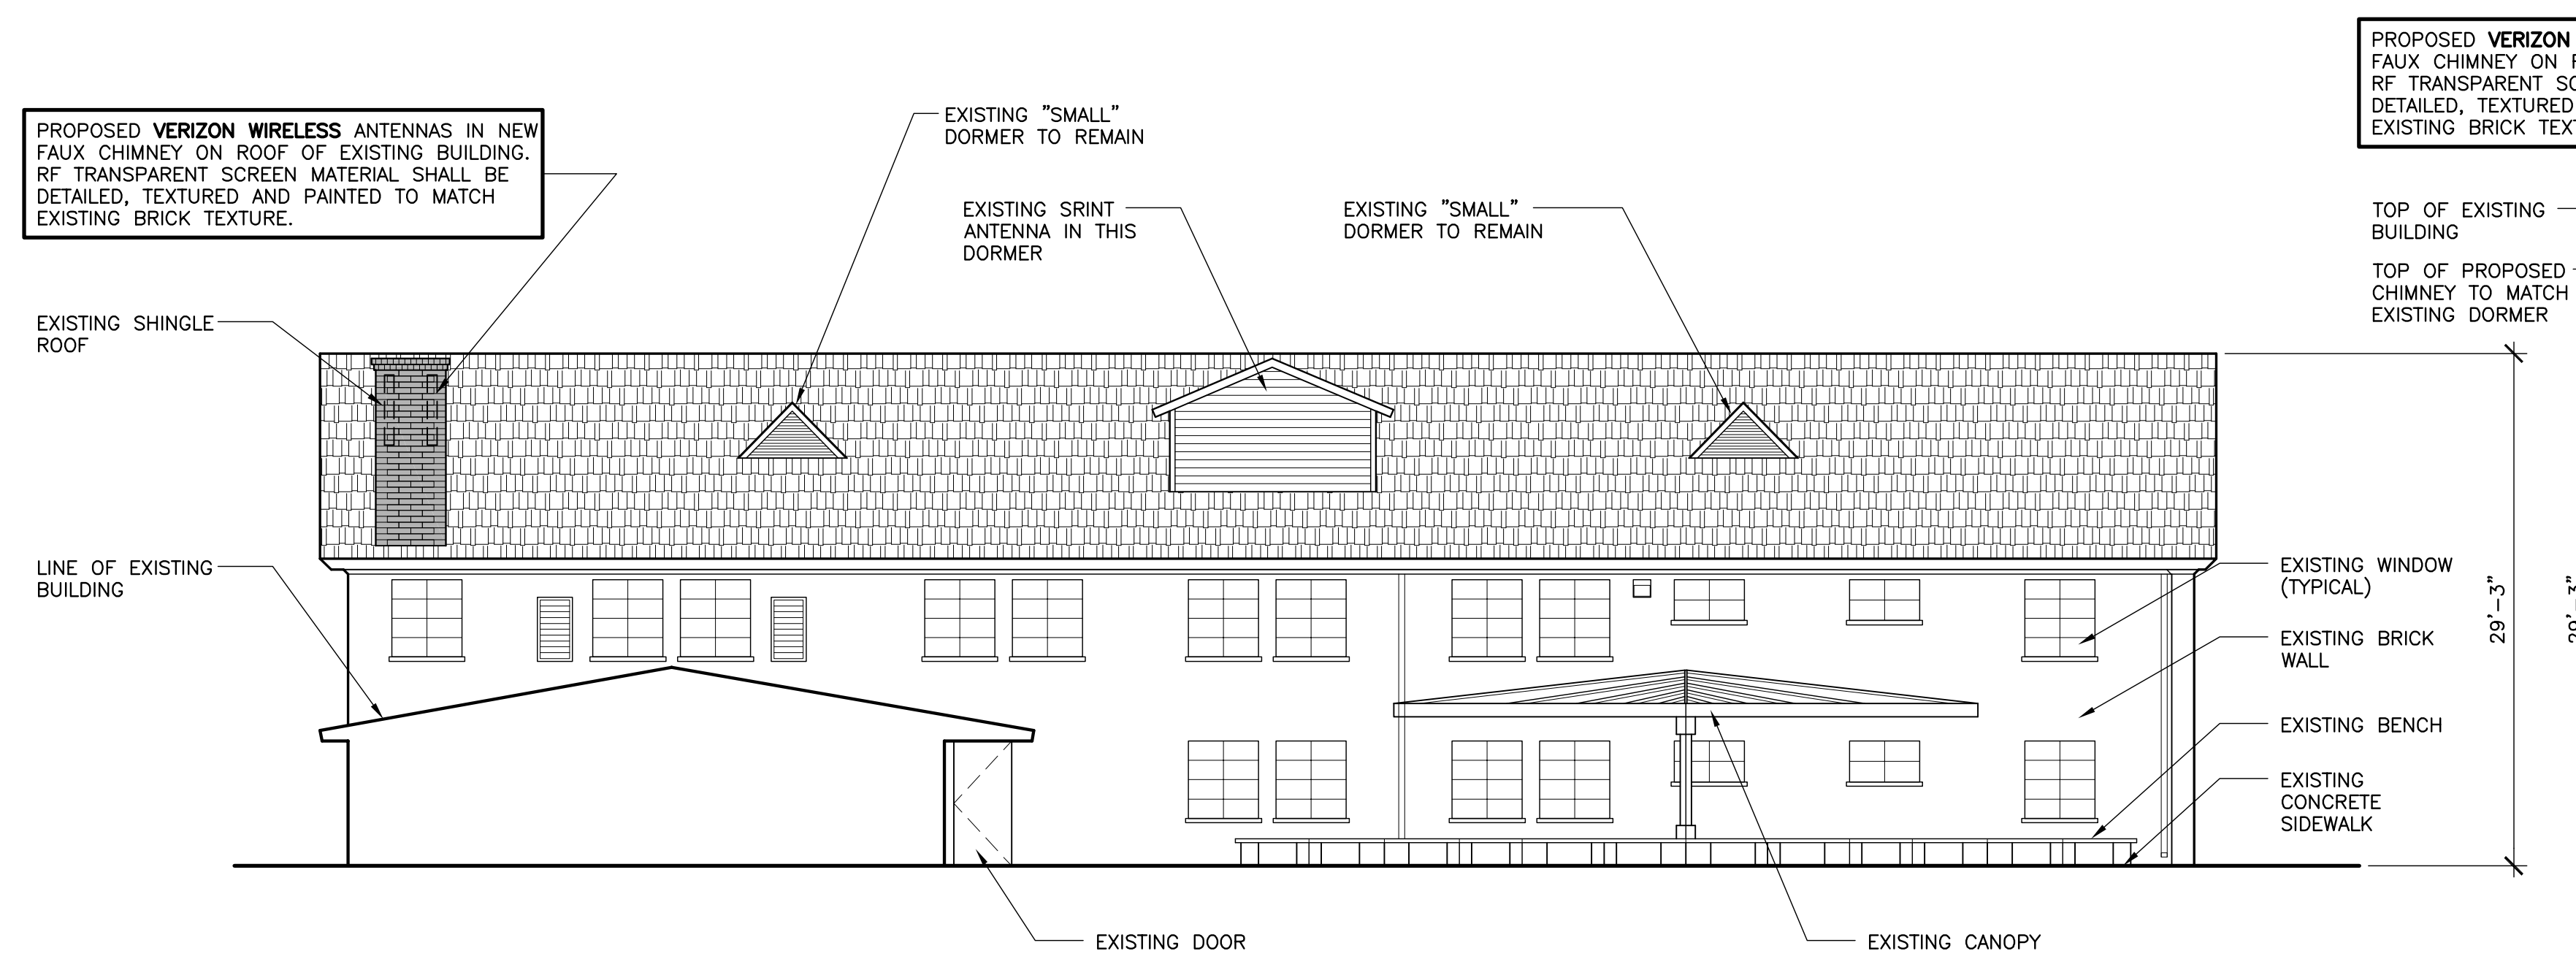 PROPOSED VERIZON WIRELESS ANTENNAS IN NEW
FAUX CHIMNEY ON ROOF OF EXISTING BUILDING.
RF TRANSPARENT SCREEN MATERIAL SHALL BE
DETAILED, TEXTURED AND PAINTED TO MATCH
EXISTING BRICK TEXTURE.
EXISTING "SMALL"
DORMER TO REMAIN
EXISTING SRINT
ANTENNA IN THIS
DORMER
EXISTING "SMALL"
DORMER TO REMAIN
PROPOSED VERIZON
FAUX CHIMNEY ON
RF TRANSPARENT
DETAILED, TEXTURED
EXISTING BRICK
TOP OF EXISTING
BUILDING
TOP OF PROPOSED
CHIMNEY TO MATCH
EXISTING DORMER
EXISTING SHINGLE
ROOF
LINE OF EXISTING
BUILDING
EXISTING WINDOW
(TYPICAL)
29'-3"
29'-3"
EXISTING BRICK
WALL
EXISTING BENCH
EXISTING
CONCRETE
SIDEWALK
EXISTING DOOR
EXISTING CANOPY